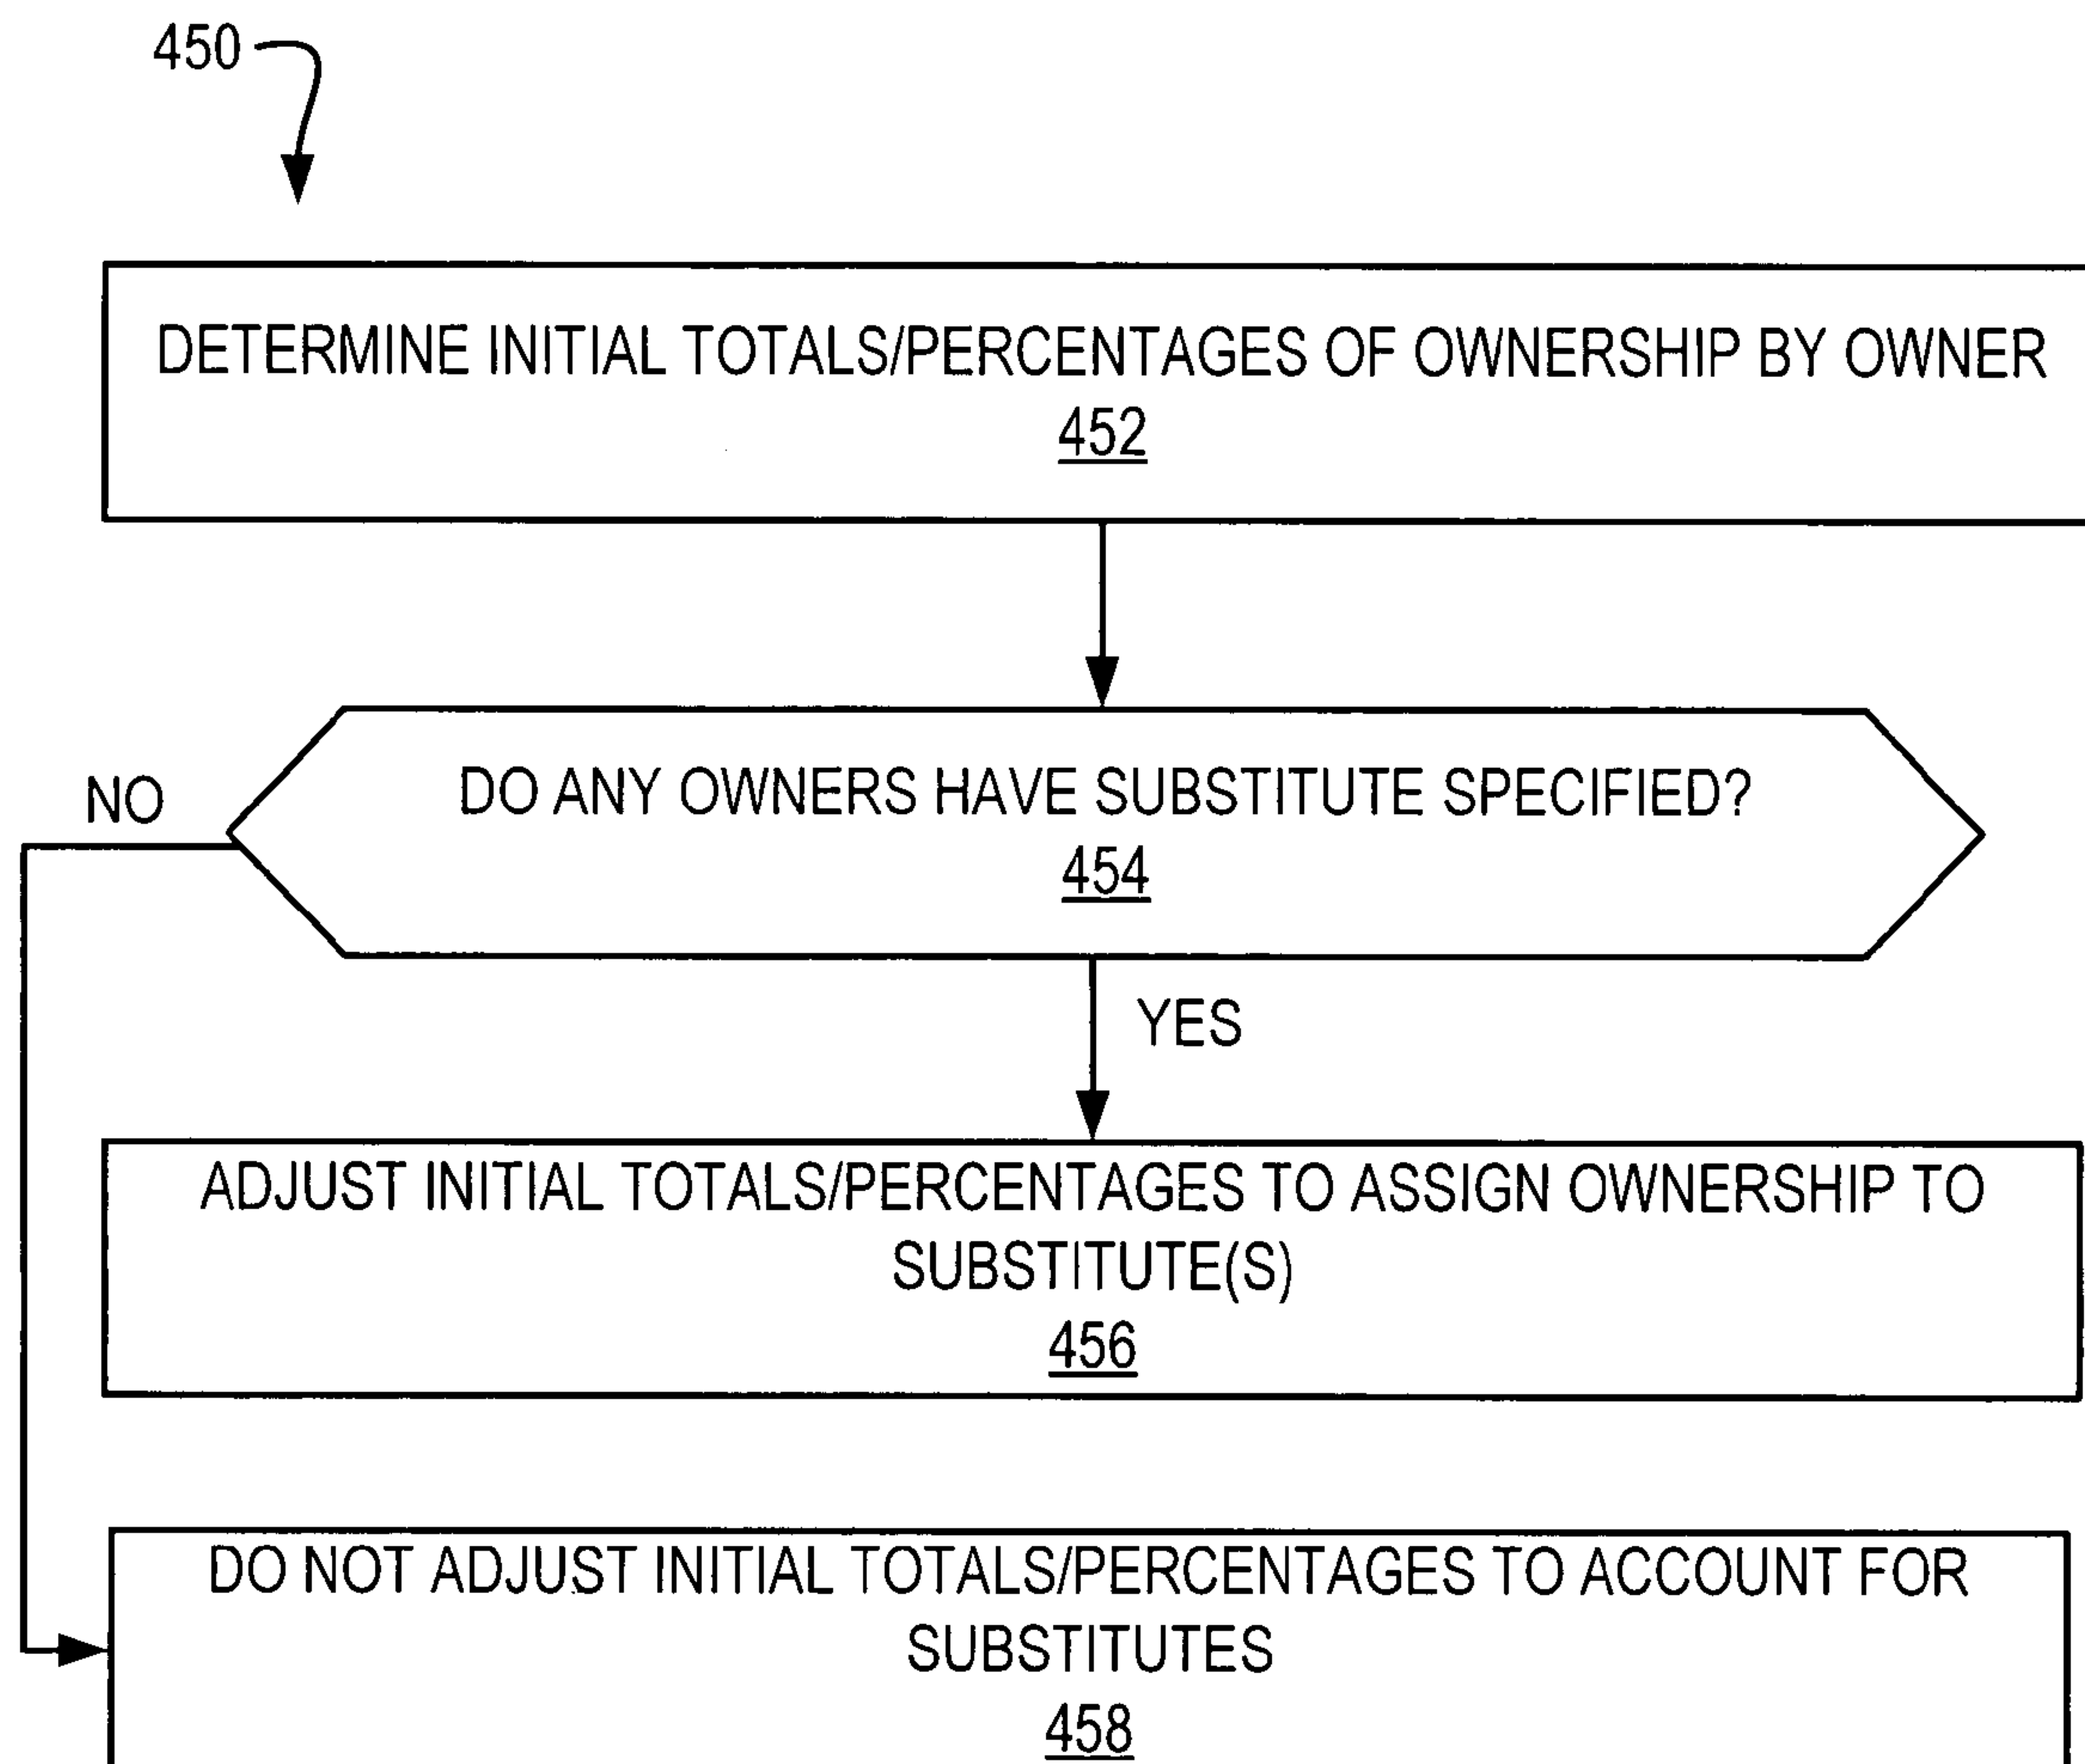 450
DETERMINE INITIAL TOTALS/PERCENTAGES OF OWNERSHIP BY OWNER
452
DO ANY OWNERS HAVE SUBSTITUTE SPECIFIED?
454
NO
YES
ADJUST INITIAL TOTALS/PERCENTAGES TO ASSIGN OWNERSHIP TO
SUBSTITUTE(S)
456
DO NOT ADJUST INITIAL TOTALS/PERCENTAGES TO ACCOUNT FOR
SUBSTITUTES
458